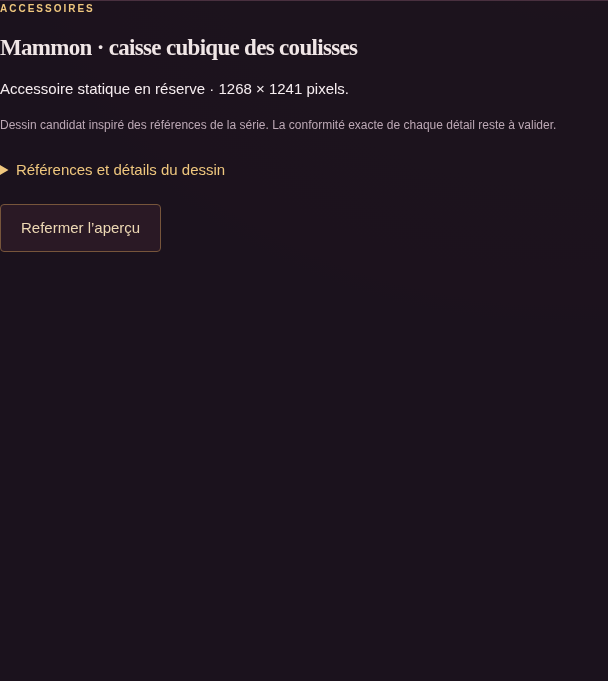 ACCESSOIRES
Mammon · caisse cubique des coulisses
Accessoire statique en réserve · 1268 × 1241 pixels.
Dessin candidat inspiré des références de la série. La conformité exacte de chaque détail reste à valider.
Références et détails du dessin
Refermer l’aperçu